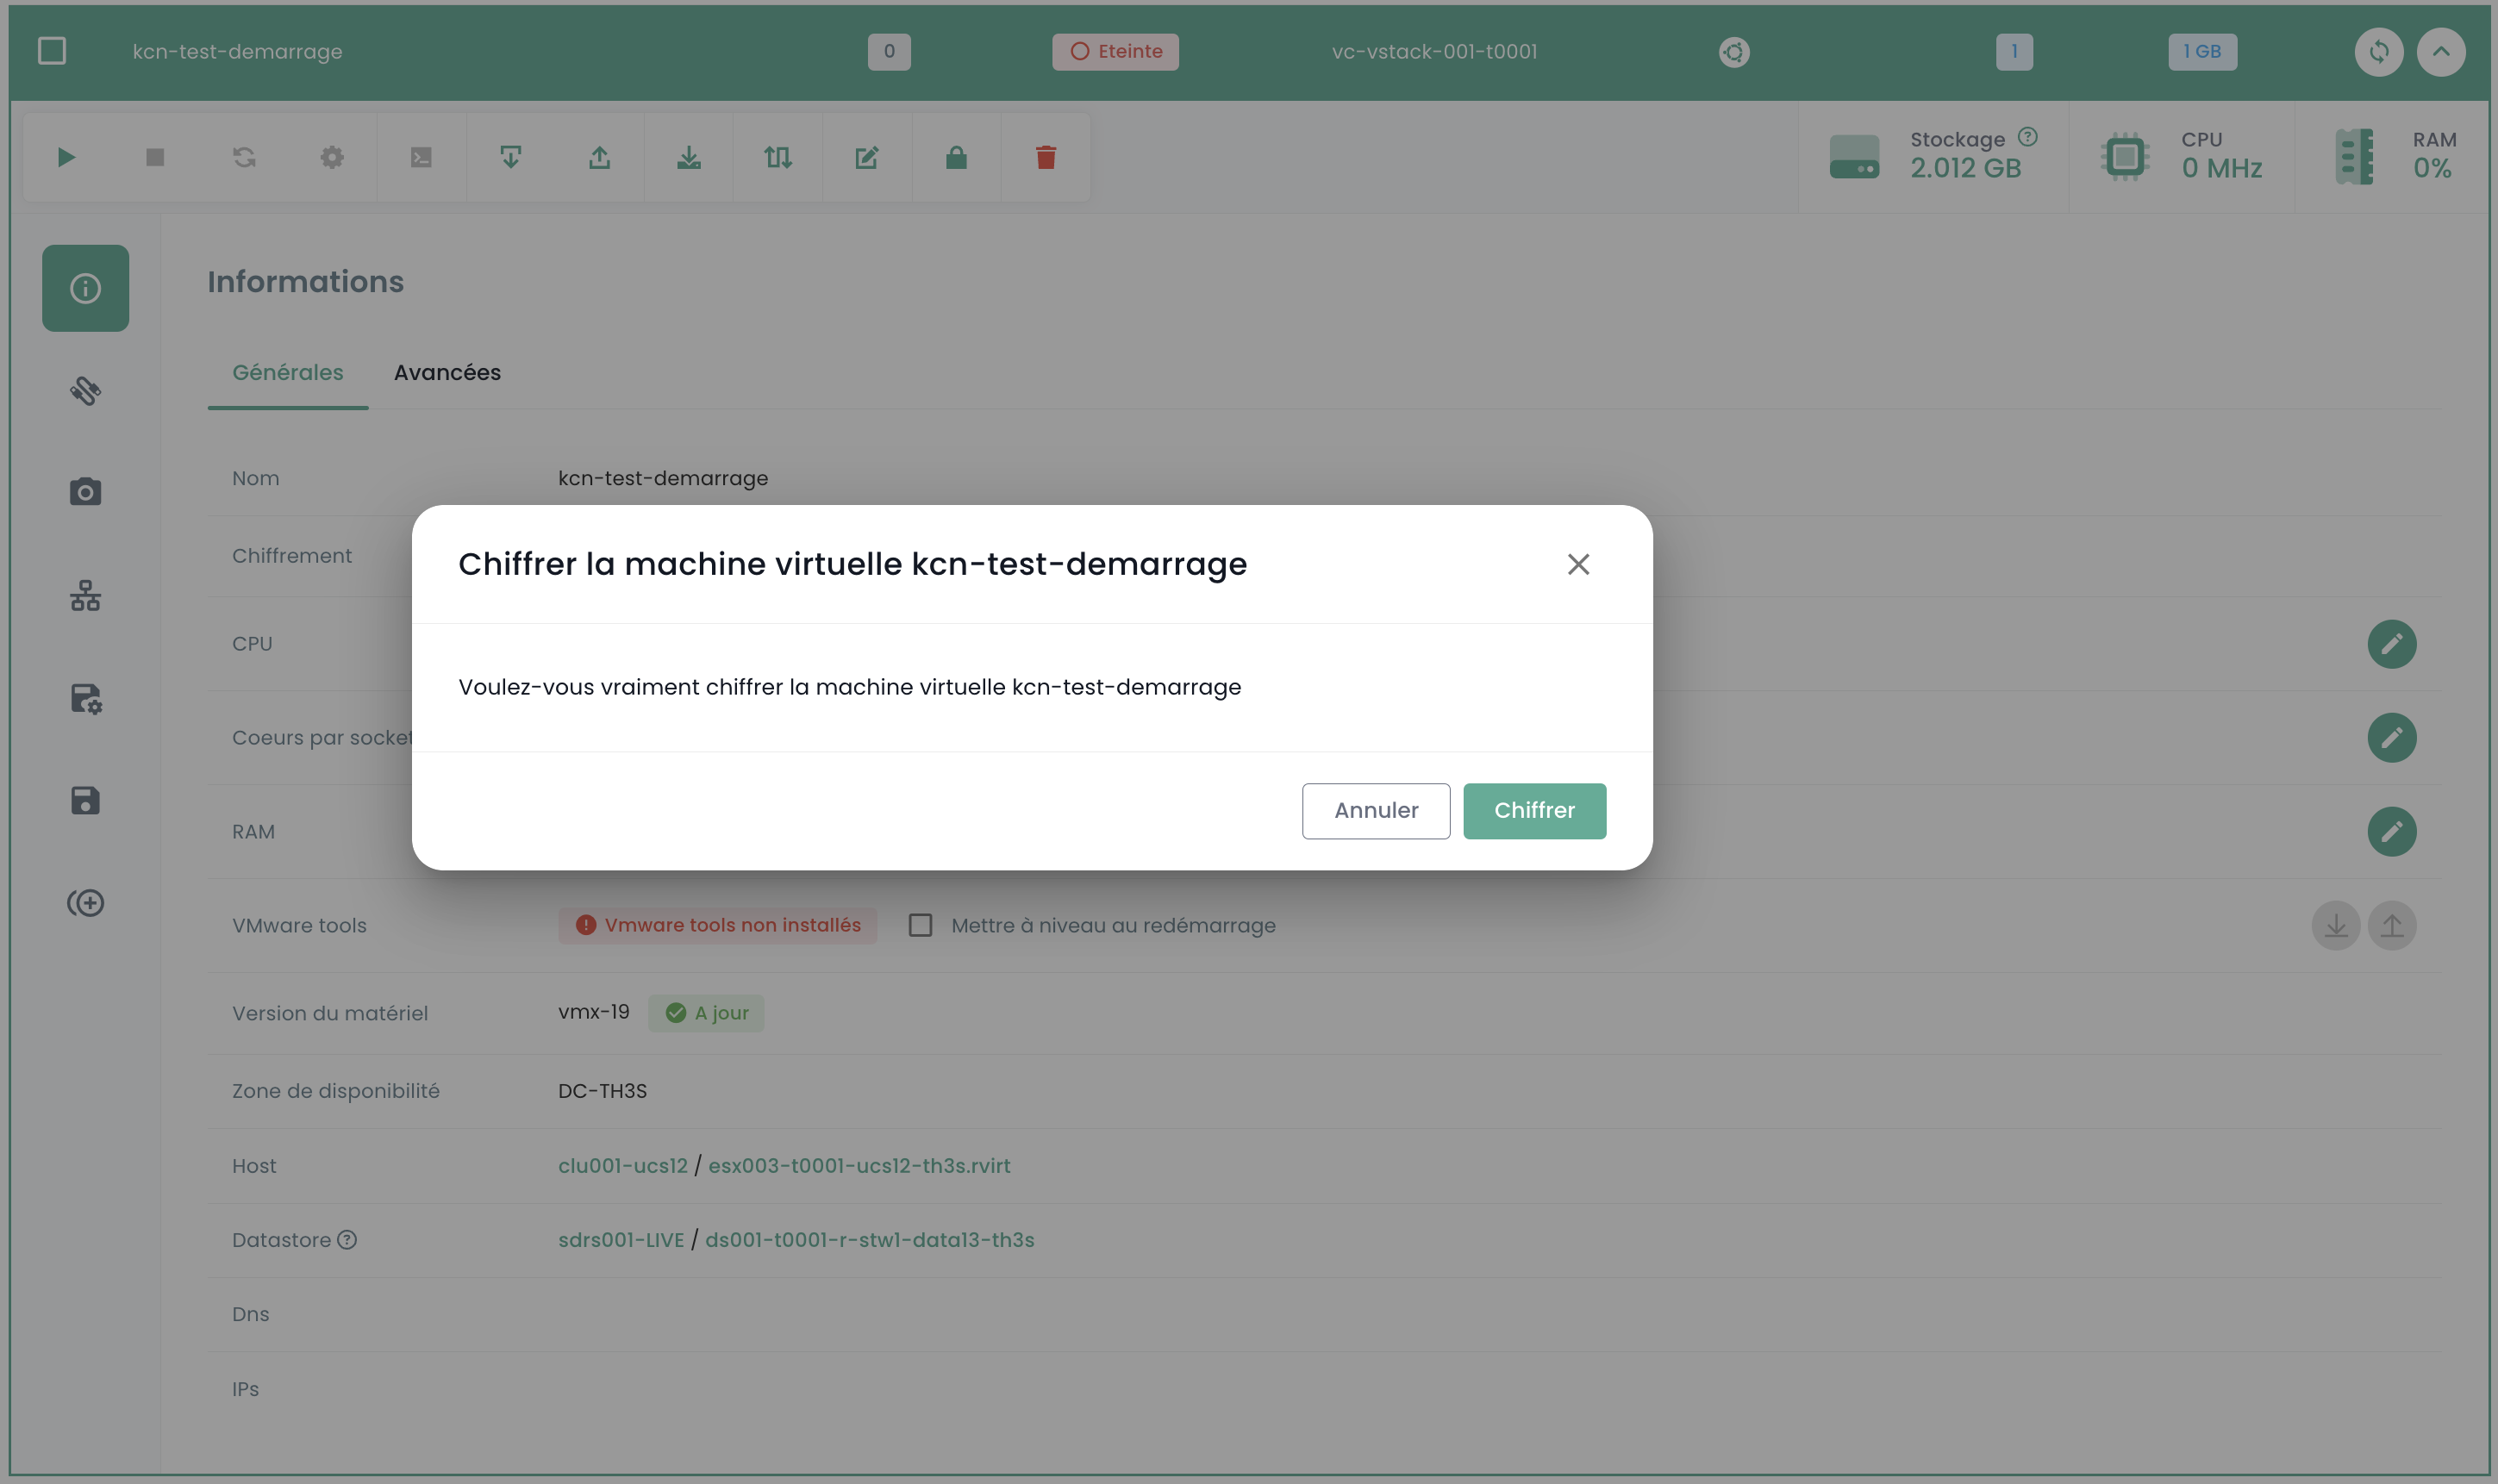 kcn-test-demarrage 0 Eteinte vc-vstack-001-t0001 1 1 GB
Stockage CPU RAM
2.012 GB 0 MHz 0%
Informations
Générales Avancées
Nom kcn-test-demarrage
Chiffrement
Chiffrer la machine virtuelle kcn-test-demarrage
CPU
Voulez-vous vraiment chiffrer la machine virtuelle kcn-test-demarrage
Coeurs par socket
Annuler Chiffrer
RAM
VMware tools Vmware tools non installés Mettre à niveau au redémarrage
Version du matériel vmx-19 A jour
Zone de disponibilité DC-TH3S
Host clu001-ucs12 / esx003-t0001-ucs12-th3s.rvirt
Datastore sdrs001-LIVE / ds001-t0001-r-stw1-data13-th3s
Dns
IPs